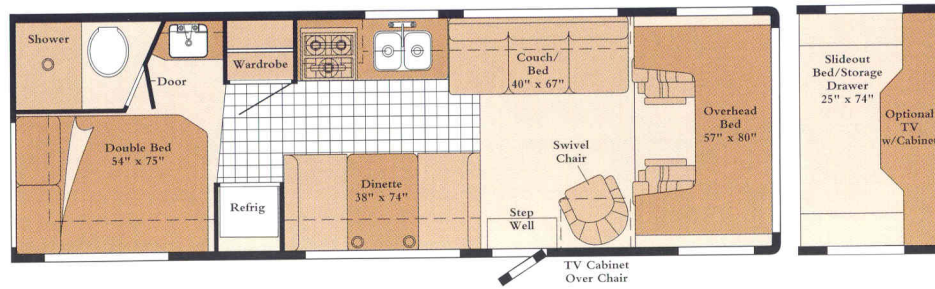 Shower
Door
Wardrobe
Couch/
Bed
40" x 67"
Overhead
Bed
57" x 80"
Double Bed
54" x 75"
Refrig
Dinette
38" x 74"
Swivel
Chair
Step
Well
TV Cabinet
Over Chair
Slideout
Bed/Storage
Drawer
25" x 74"
Optional
TV
w/Cabine